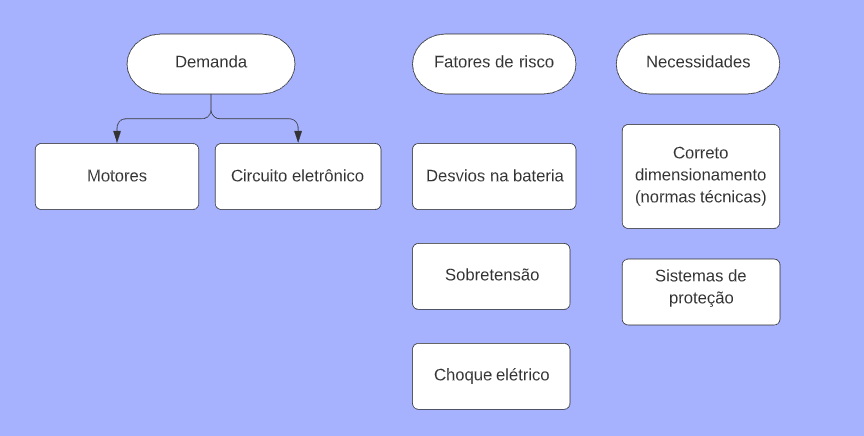 Demanda
Fatores de risco
Necessidades
Motores
Circuito eletrônico
Desvios na bateria
Correto
dimensionamento
(normas técnicas)
Sobretensão
Sistemas de
proteção
Choque elétrico